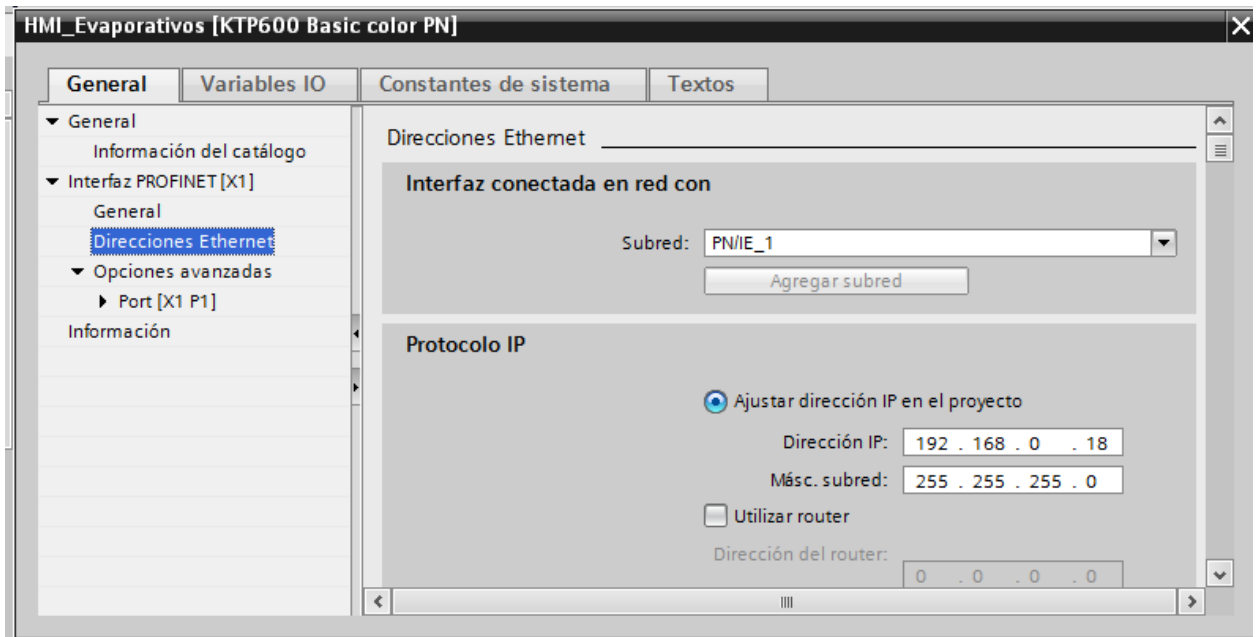 HMI_Evaporativos [KTP600 Basic color PN]
General
Variables IO
Constantes de sistema
Textos
General
Información del catálogo
Interfaz PROFINET [X1]
General
Direcciones Ethernet
Opciones avanzadas
Port [X1 P1]
Información
Direcciones Ethernet
Interfaz conectada en red con
Subred: PN/IE_1
Agregar subred
Protocolo IP
Ajustar dirección IP en el proyecto
Dirección IP: 192 . 168 . 0 . 18
Másc. subred: 255 . 255 . 255 . 0
Utilizar router
Dirección del router:
0 . 0 . 0 . 0